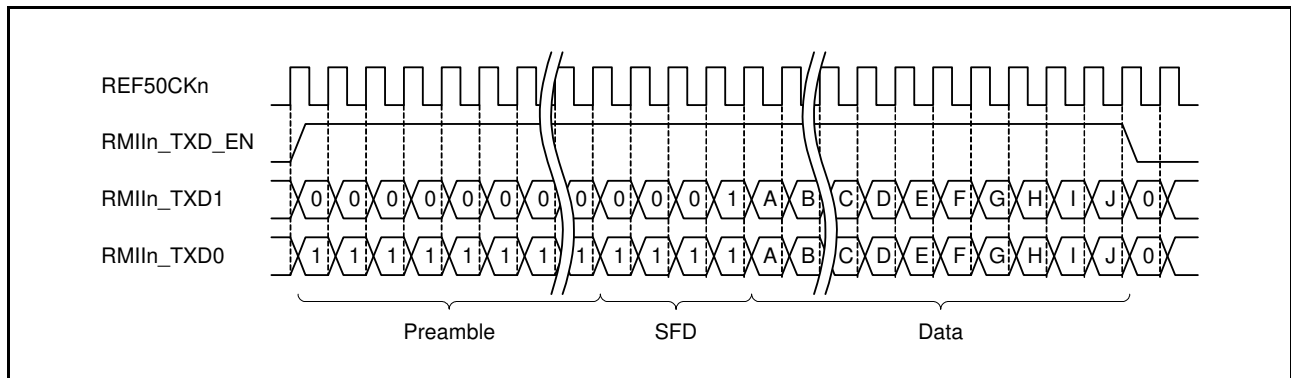 REF50CKn
RMIIn_TXD_EN
RMIIn_TXD1 0 0 0 0 0 0 0 0 0 0 0 1 A B C D E F G H I J 0
RMIIn_TXD0 1 1 1 1 1 1 1 1 1 1 1 1 A B C D E F G H I J 0
Preamble SFD Data